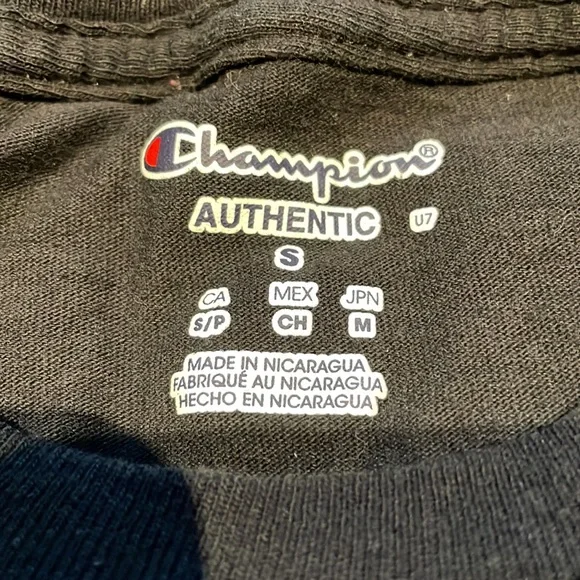 Champion®
AUTHENTIC U7
S
CA MEX JPN
S/P CH M
MADE IN NICARAGUA
FABRIQUÉ AU NICARAGUA
HECHO EN NICARAGUA